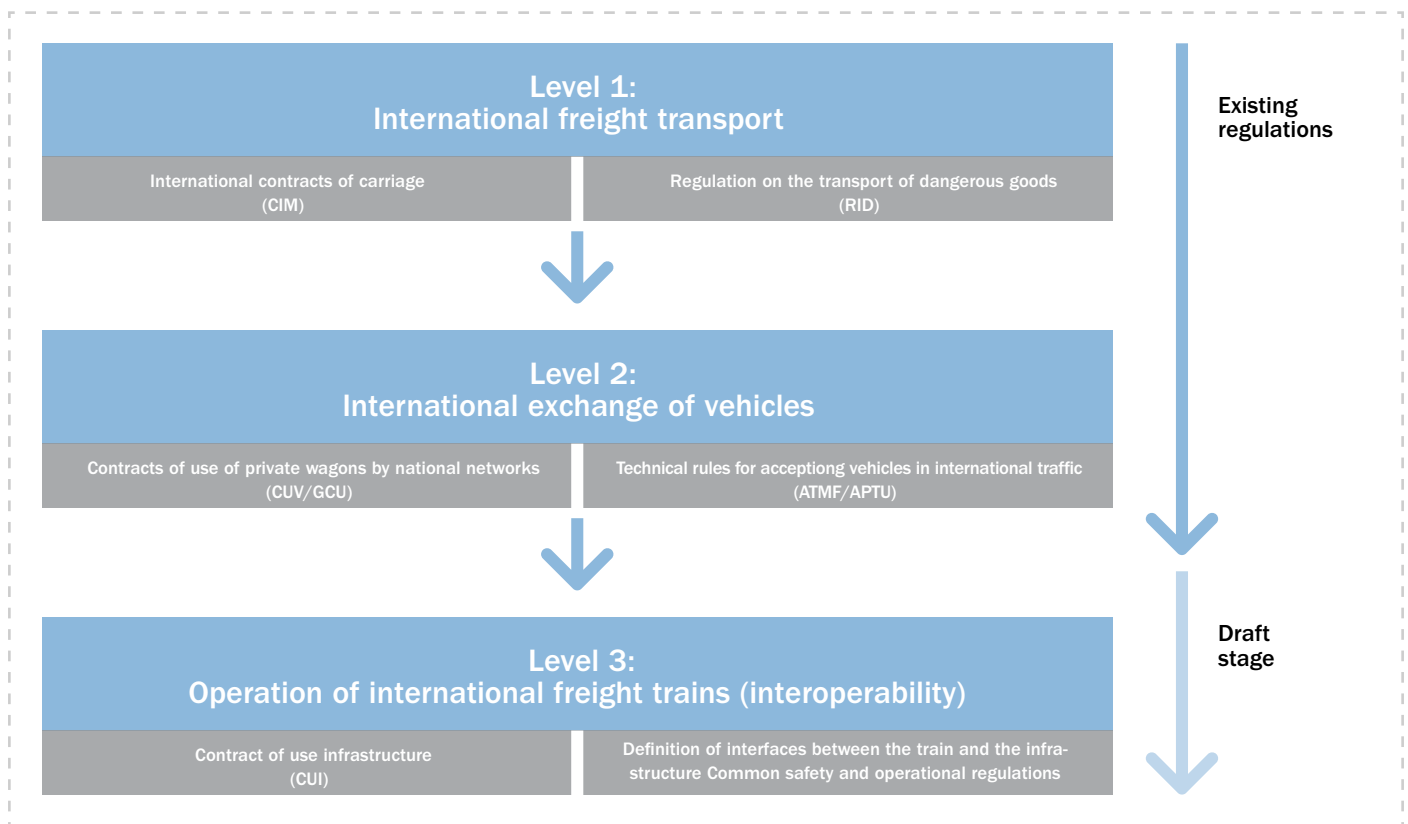 Level 1:
International freight transport
Existing
regulations
International contracts of carriage
(CIM)
Regulation on the transport of dangerous goods
(RID)
Level 2:
International exchange of vehicles
Contracts of use of private wagons by national networks
(CUV/GCU)
Technical rules for acceptiong vehicles in international traffic
(ATMF/APTU)
Level 3:
Operation of international freight trains (interoperability)
Draft
stage
Contract of use infrastructure
(CUI)
Definition of interfaces between the train and the infra-
structure Common safety and operational regulations